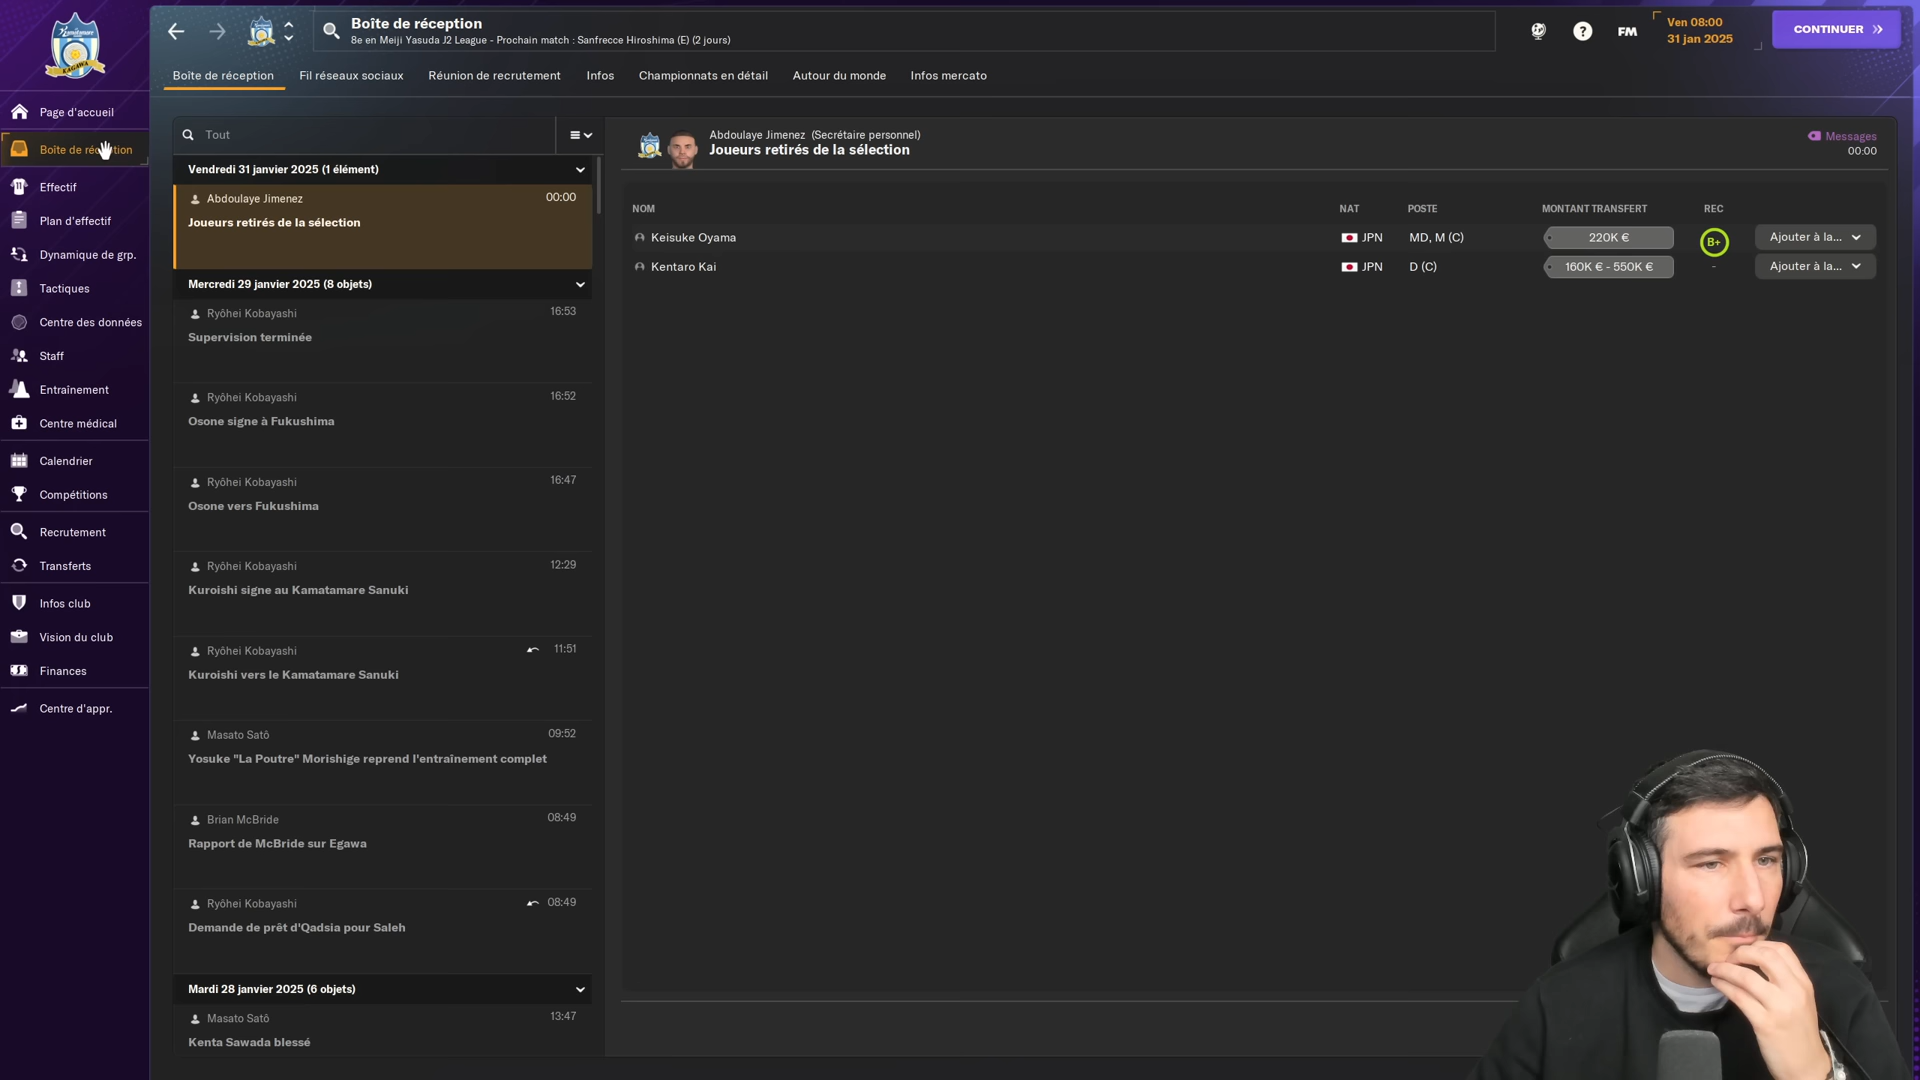 Boîte de réception
8e en Meiji Yasuda J2 League - Prochain match : Sanfrecce Hiroshima (E) (2 jours)
FM
Ven 08:00
31 jan 2025
CONTINUER
Boîte de réception
Fil réseaux sociaux
Réunion de recrutement
Infos
Championnats en détail
Autour du monde
Infos mercato
Kamatamare
KAGAWA
Page d'accueil
Boîte de réception
Effectif
Plan d'effectif
Dynamique de grp.
Tactiques
Centre des données
Staff
Entraînement
Centre médical
Calendrier
Compétitions
Recrutement
Transferts
Infos club
Vision du club
Finances
Centre d'appr.
Tout
Vendredi 31 janvier 2025 (1 élément)
Abdoulaye Jimenez 00:00
Joueurs retirés de la sélection
Mercredi 29 janvier 2025 (8 objets)
Ryôhei Kobayashi 16:53
Supervision terminée
Ryôhei Kobayashi 16:52
Osone signe à Fukushima
Ryôhei Kobayashi 16:47
Osone vers Fukushima
Ryôhei Kobayashi 12:29
Kuroishi signe au Kamatamare Sanuki
Ryôhei Kobayashi 11:51
Kuroishi vers le Kamatamare Sanuki
Masato Satô 09:52
Yosuke "La Poutre" Morishige reprend l'entraînement complet
Brian McBride 08:49
Rapport de McBride sur Egawa
Ryôhei Kobayashi 08:49
Demande de prêt d'Qadsia pour Saleh
Mardi 28 janvier 2025 (6 objets)
Masato Satô 13:47
Kenta Sawada blessé
Abdoulaye Jimenez (Secrétaire personnel)
Joueurs retirés de la sélection
Messages
00:00
NOM NAT POSTE MONTANT TRANSFERT REC
Keisuke Oyama JPN MD, M (C) 220K € B+ Ajouter à la...
Kentaro Kai JPN D (C) 160K € - 550K € - Ajouter à la...